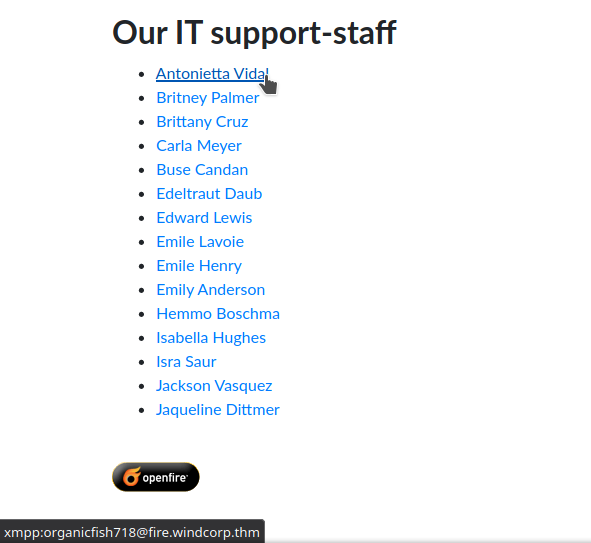 Our IT support-staff
Antonietta Vidal
Britney Palmer
Brittany Cruz
Carla Meyer
Buse Candan
Edeltraut Daub
Edward Lewis
Emile Lavoie
Emile Henry
Emily Anderson
Hemmo Boschma
Isabella Hughes
Isra Saur
Jackson Vasquez
Jaqueline Dittmer
openfire
xmpp:organicfish718@fire.windcorp.thm